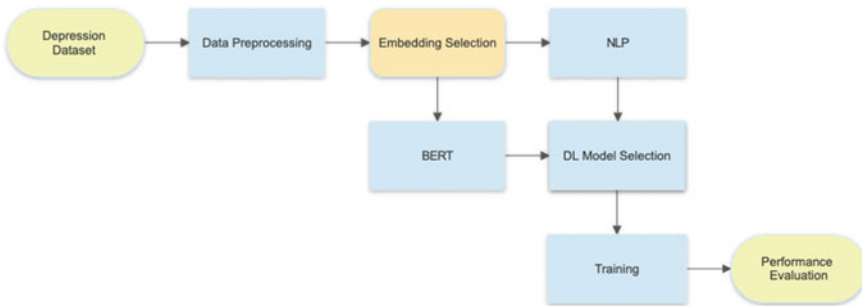 Depression
Dataset
Data Preprocessing
Embedding Selection
NLP
BERT
DL Model Selection
Training
Performance
Evaluation